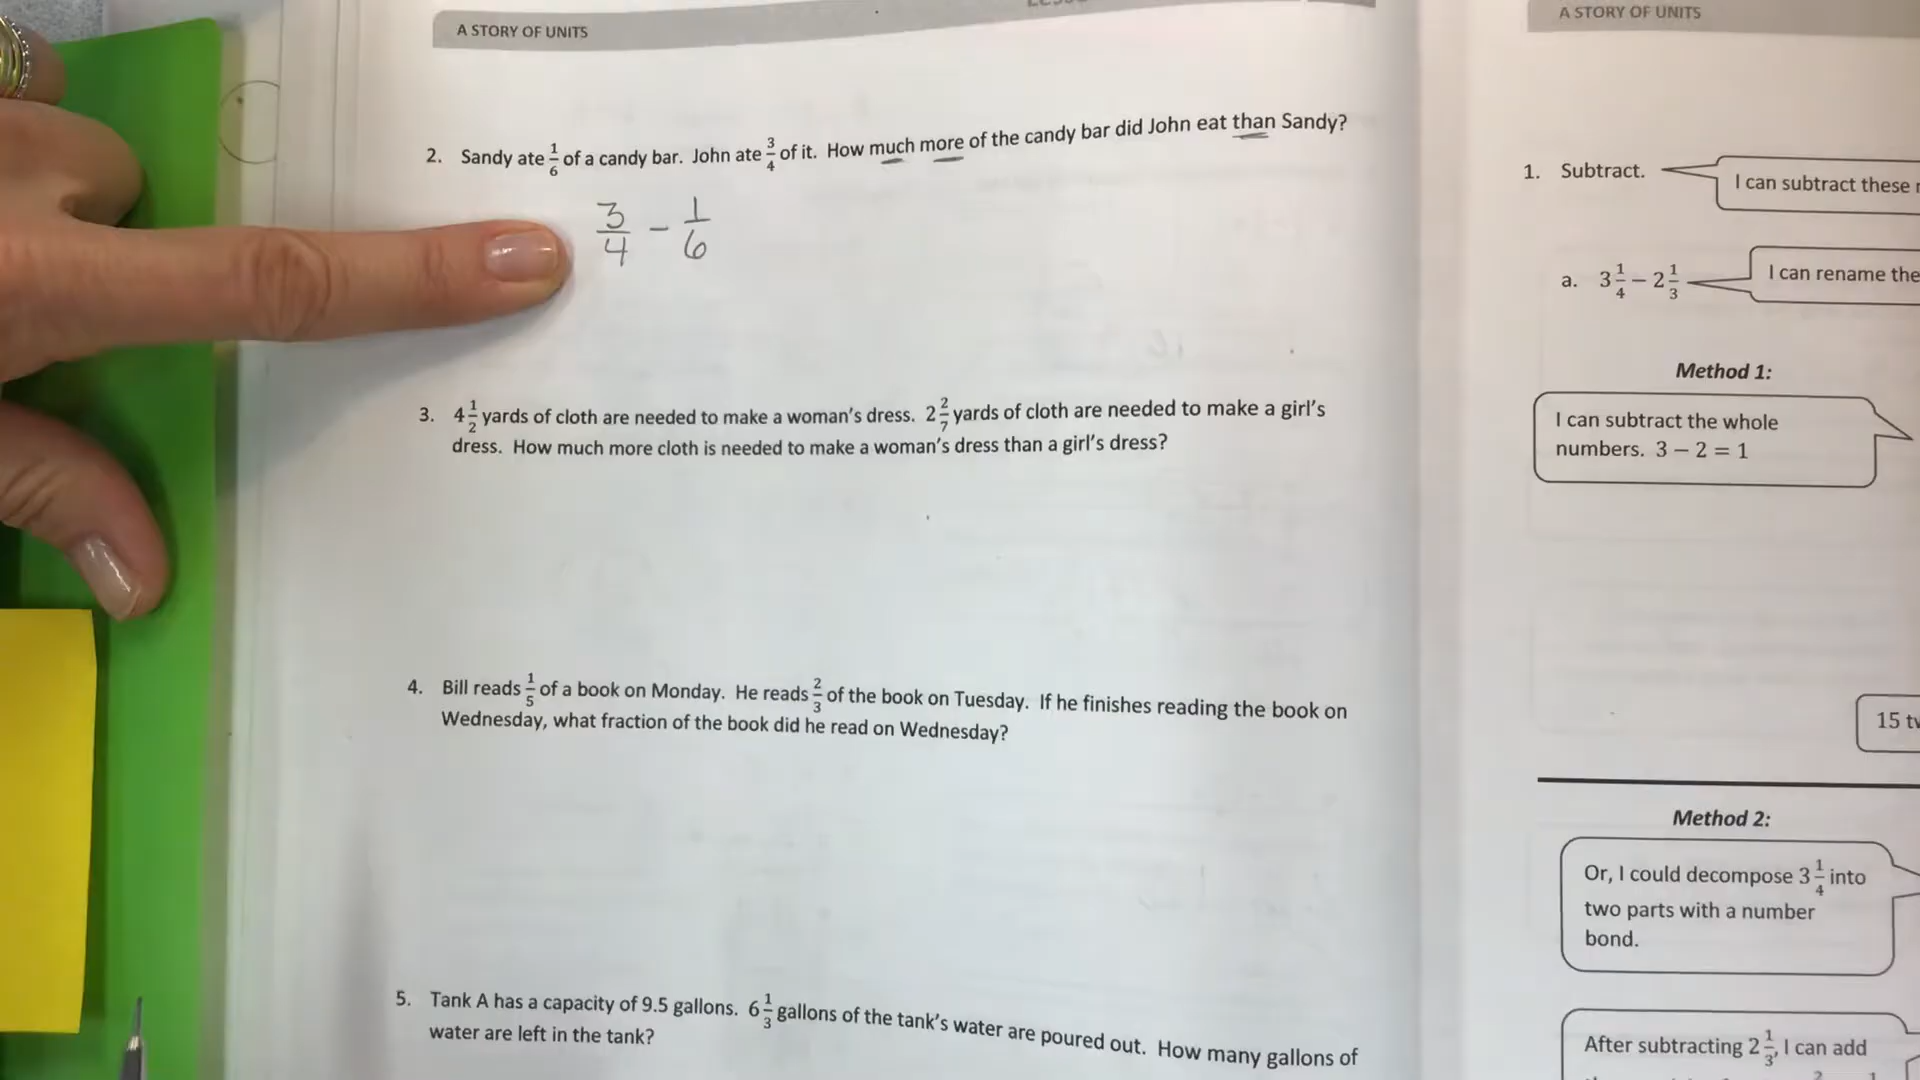 A STORY OF UNITS
2. Sandy ate 1/6 of a candy bar. John ate 3/4 of it. How much more of the candy bar did John eat than Sandy?
3/4 - 1/6
3. 4 1/2 yards of cloth are needed to make a woman's dress. 2 2/7 yards of cloth are needed to make a girl's
dress. How much more cloth is needed to make a woman's dress than a girl's dress?
4. Bill reads 1/5 of a book on Monday. He reads 2/3 of the book on Tuesday. If he finishes reading the book on
Wednesday, what fraction of the book did he read on Wednesday?
5. Tank A has a capacity of 9.5 gallons. 6 1/3 gallons of the tank's water are poured out. How many gallons of
water are left in the tank?
A STORY OF UNITS
1. Subtract.
I can subtract these
a. 3 1/4 − 2 1/3
I can rename the
Method 1:
I can subtract the whole
numbers. 3 − 2 = 1
15
Method 2:
Or, I could decompose 3 1/4 into
two parts with a number
bond.
After subtracting 2 1/3, I can add